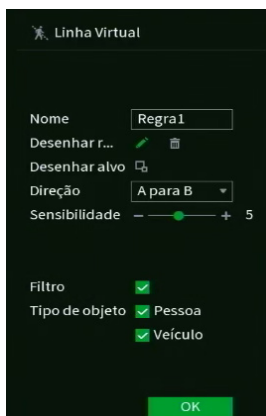 Linha Virtual
Nome Regra1
Desenhar r...
Desenhar alvo
Direção A para B
Sensibilidade 5
Filtro
Tipo de objeto Pessoa
Veículo
OK